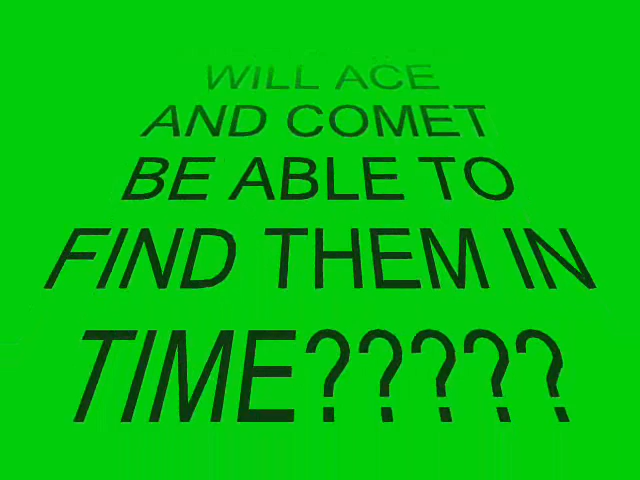 WILL ACE
AND COMET
BE ABLE TO
FIND THEM IN
TIME?????